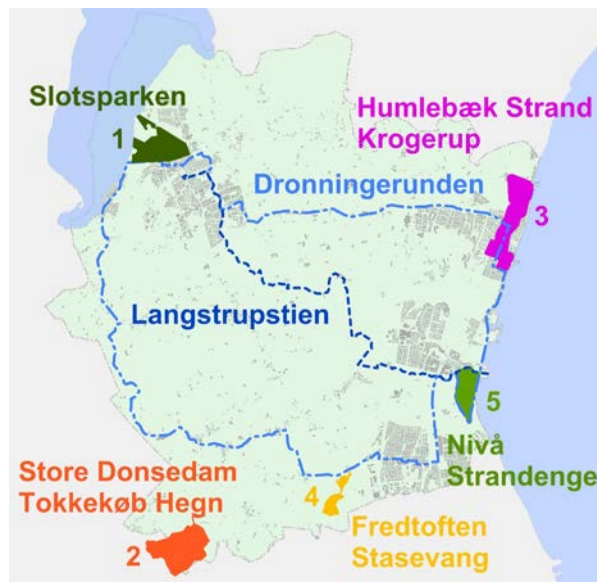 Slotsparken
1
Humlebæk Strand
Krogerup
Dronningerunden
3
Langstrupstien
5
Nivå
Strandenge
Store Donsedam
Tokkekøb Hegn
4
Fredtoften
Stasevang
2